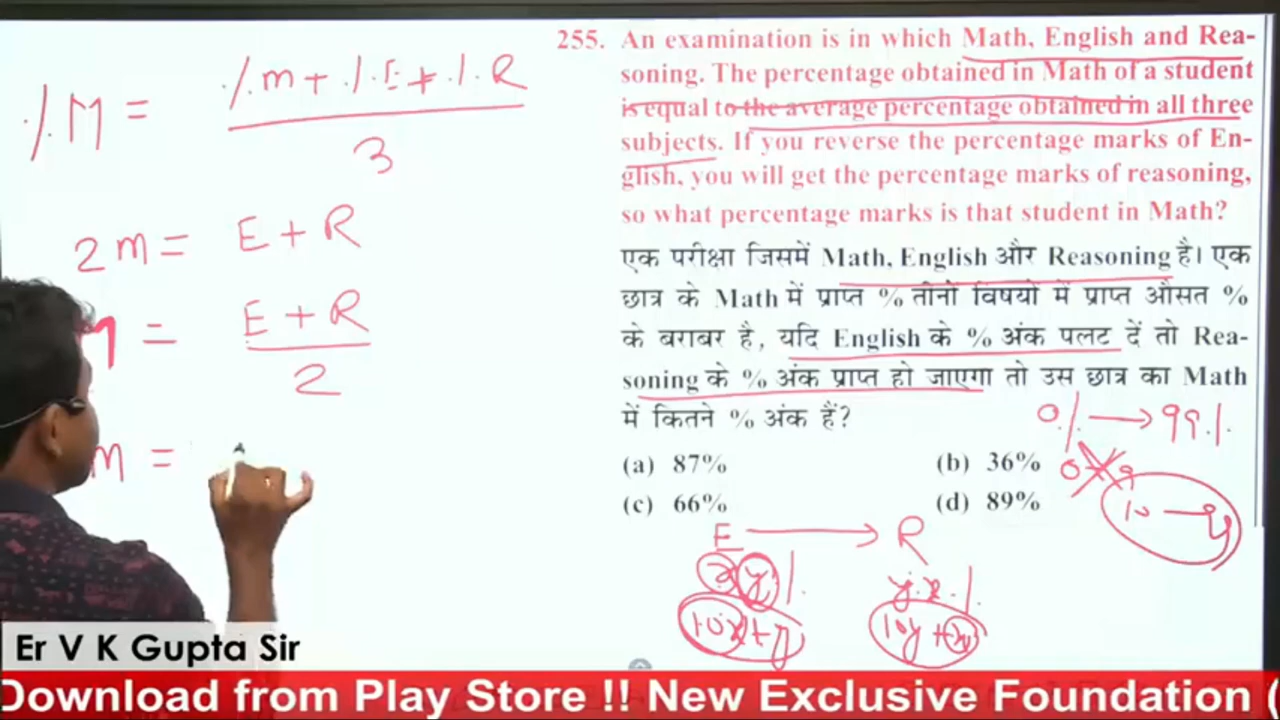 255. An examination is in which Math, English and Rea-
soning. The percentage obtained in Math of a student
is equal to the average percentage obtained in all three
subjects. If you reverse the percentage marks of En-
glish, you will get the percentage marks of reasoning,
so what percentage marks is that student in Math?
एक परीक्षा जिसमें Math, English और Reasoning है। एक
छात्र के Math में प्राप्त % तीनों विषयों में प्राप्त औसत %
के बराबर है, यदि English के % अंक पलट दें तो Rea-
soning के % अंक प्राप्त हो जाएगा तो उस छात्र का Math
में कितने % अंक हैं?
(a) 87% (b) 36%
(c) 66% (d) 89%
% M = % m + % E + % R
3
2m = E + R
= E + R
2
m =
0% → 99%
E → R
y x %
10x + y 10y + x
Er V K Gupta Sir
Download from Play Store !! New Exclusive Foundation (